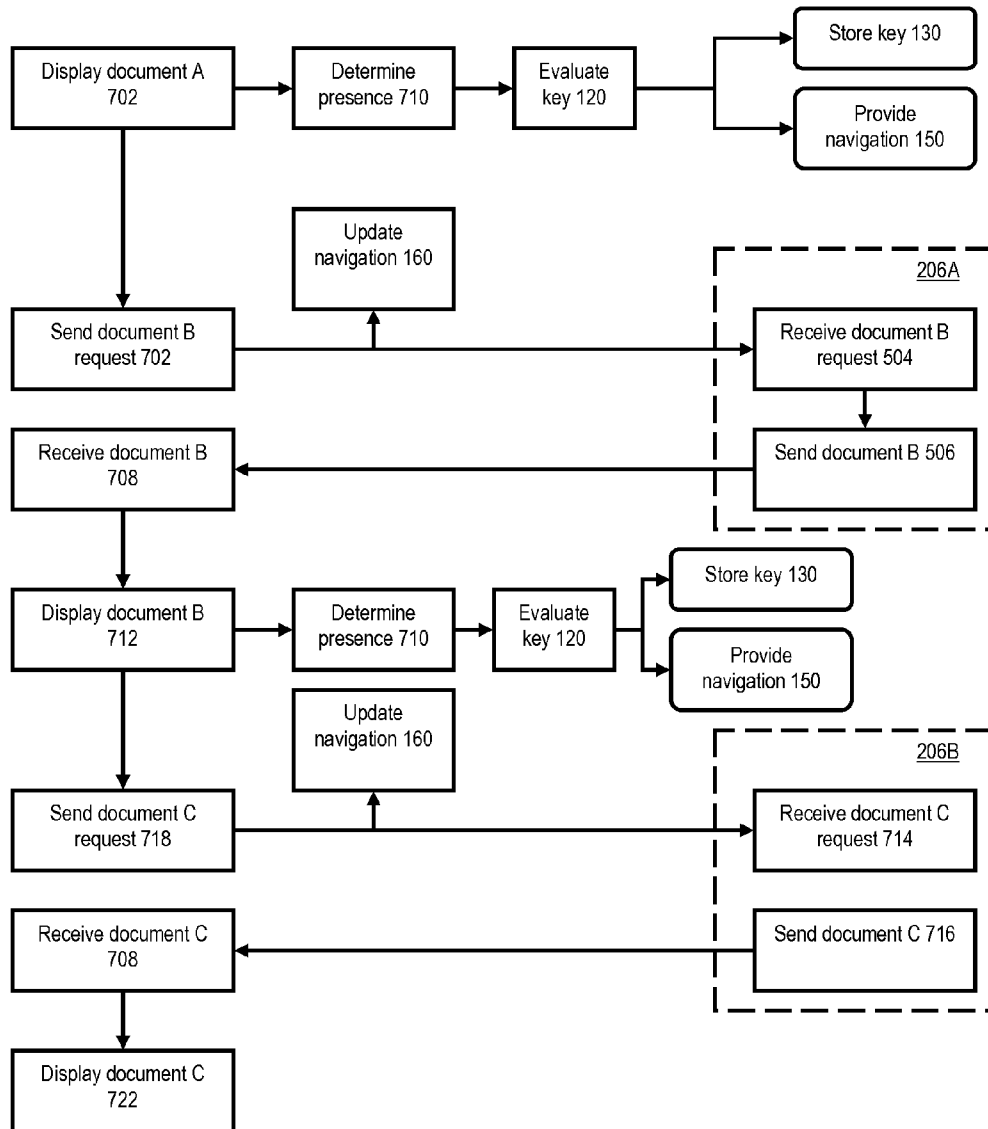 Display document A
702
Determine
presence 710
Evaluate
key 120
Store key 130
Provide
navigation 150
Update
navigation 160
206A
Send document B
request 702
Receive document B
request 504
Receive document B
708
Send document B 506
Display document B
712
Determine
presence 710
Evaluate
key 120
Store key 130
Provide
navigation 150
Update
navigation 160
206B
Send document C
request 718
Receive document C
request 714
Receive document C
708
Send document C 716
Display document C
722